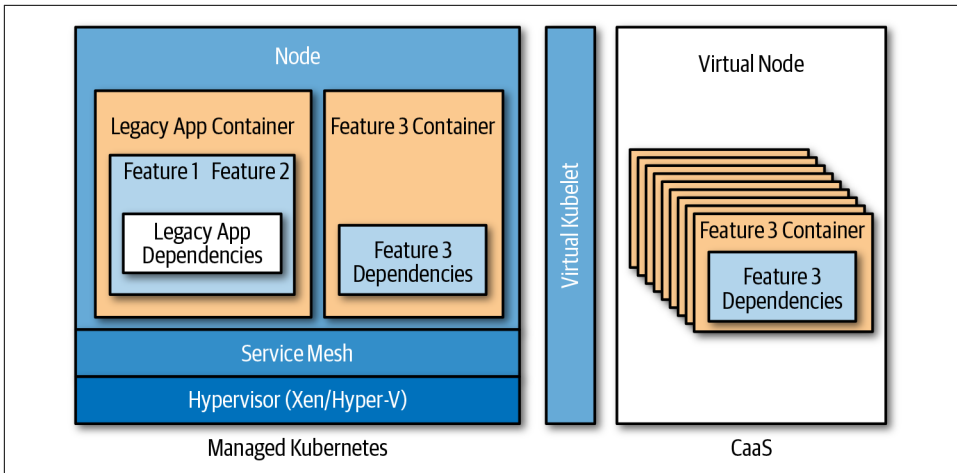 Node
Legacy App Container
Feature 1 Feature 2
Legacy App
Dependencies
Feature 3 Container
Feature 3
Dependencies
Service Mesh
Hypervisor (Xen/Hyper-V)
Managed Kubernetes
Virtual Kubelet
Virtual Node
Feature 3 Container
Feature 3
Dependencies
CaaS